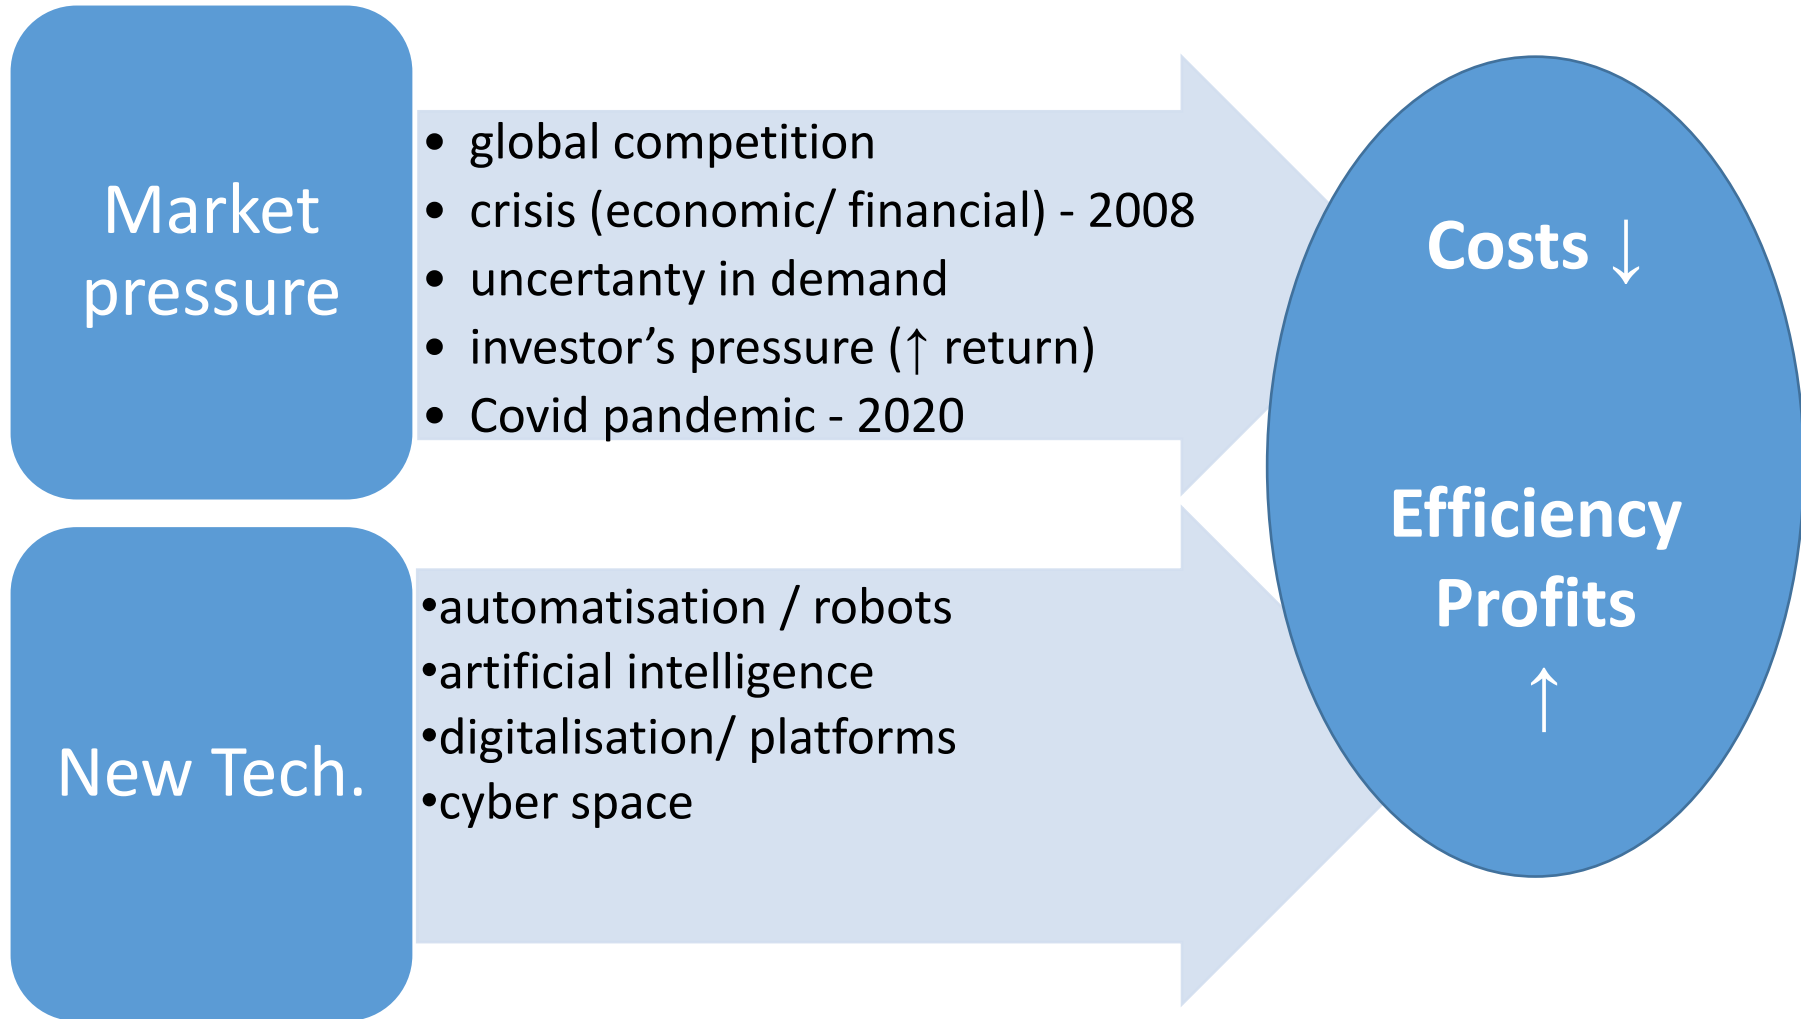 Market
pressure
• global competition
• crisis (economic/ financial) - 2008
• uncertanty in demand
• investor’s pressure (↑ return)
• Covid pandemic - 2020
New Tech.
•automatisation / robots
•artificial intelligence
•digitalisation/ platforms
•cyber space
Costs ↓
Efficiency
Profits
↑